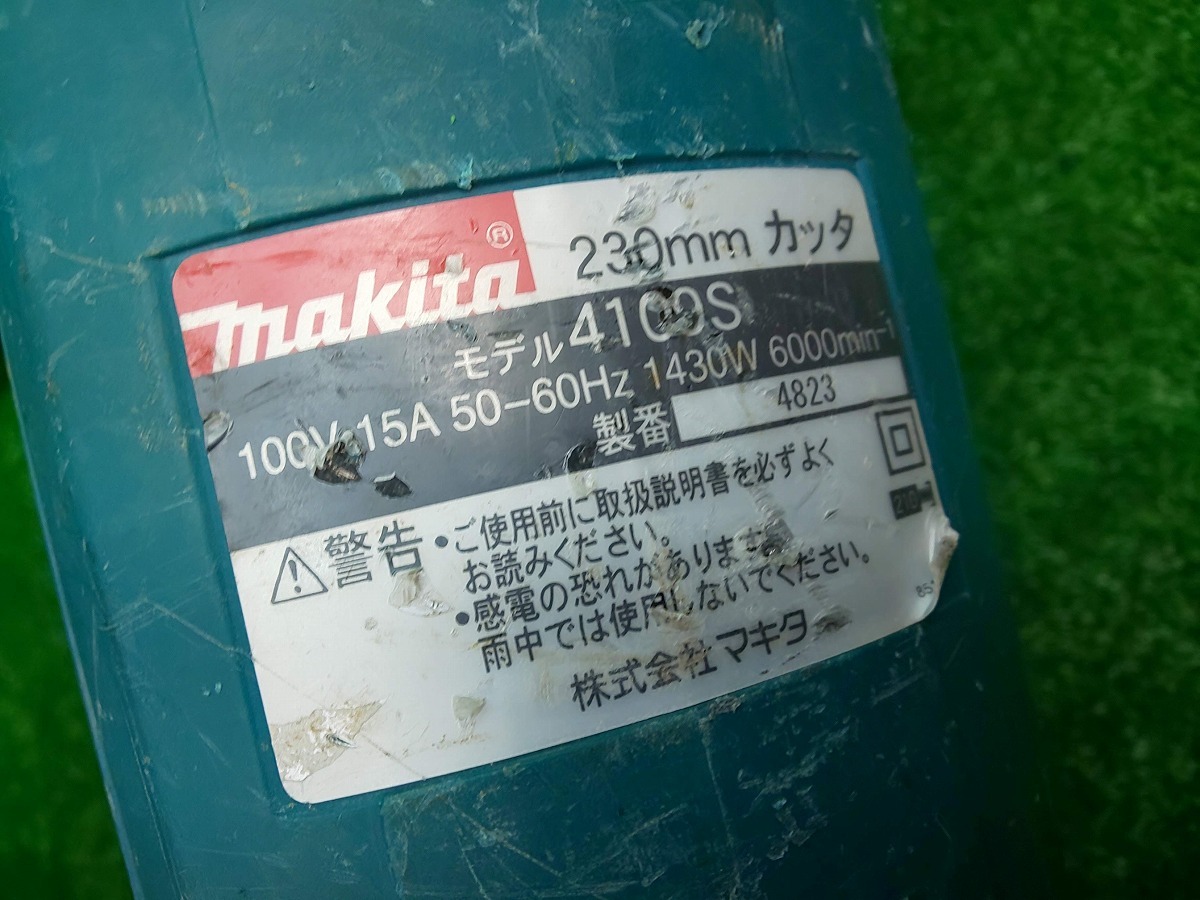 makita®
230mm カッタ
モデル 4100S
100V 15A 50-60Hz 1430W 6000min⁻¹
製番 4823
警告
•ご使用前に取扱説明書を必ずよく
お読みください。
•感電の恐れがあります。
雨中では使用しないでください。
株式会社マキタ